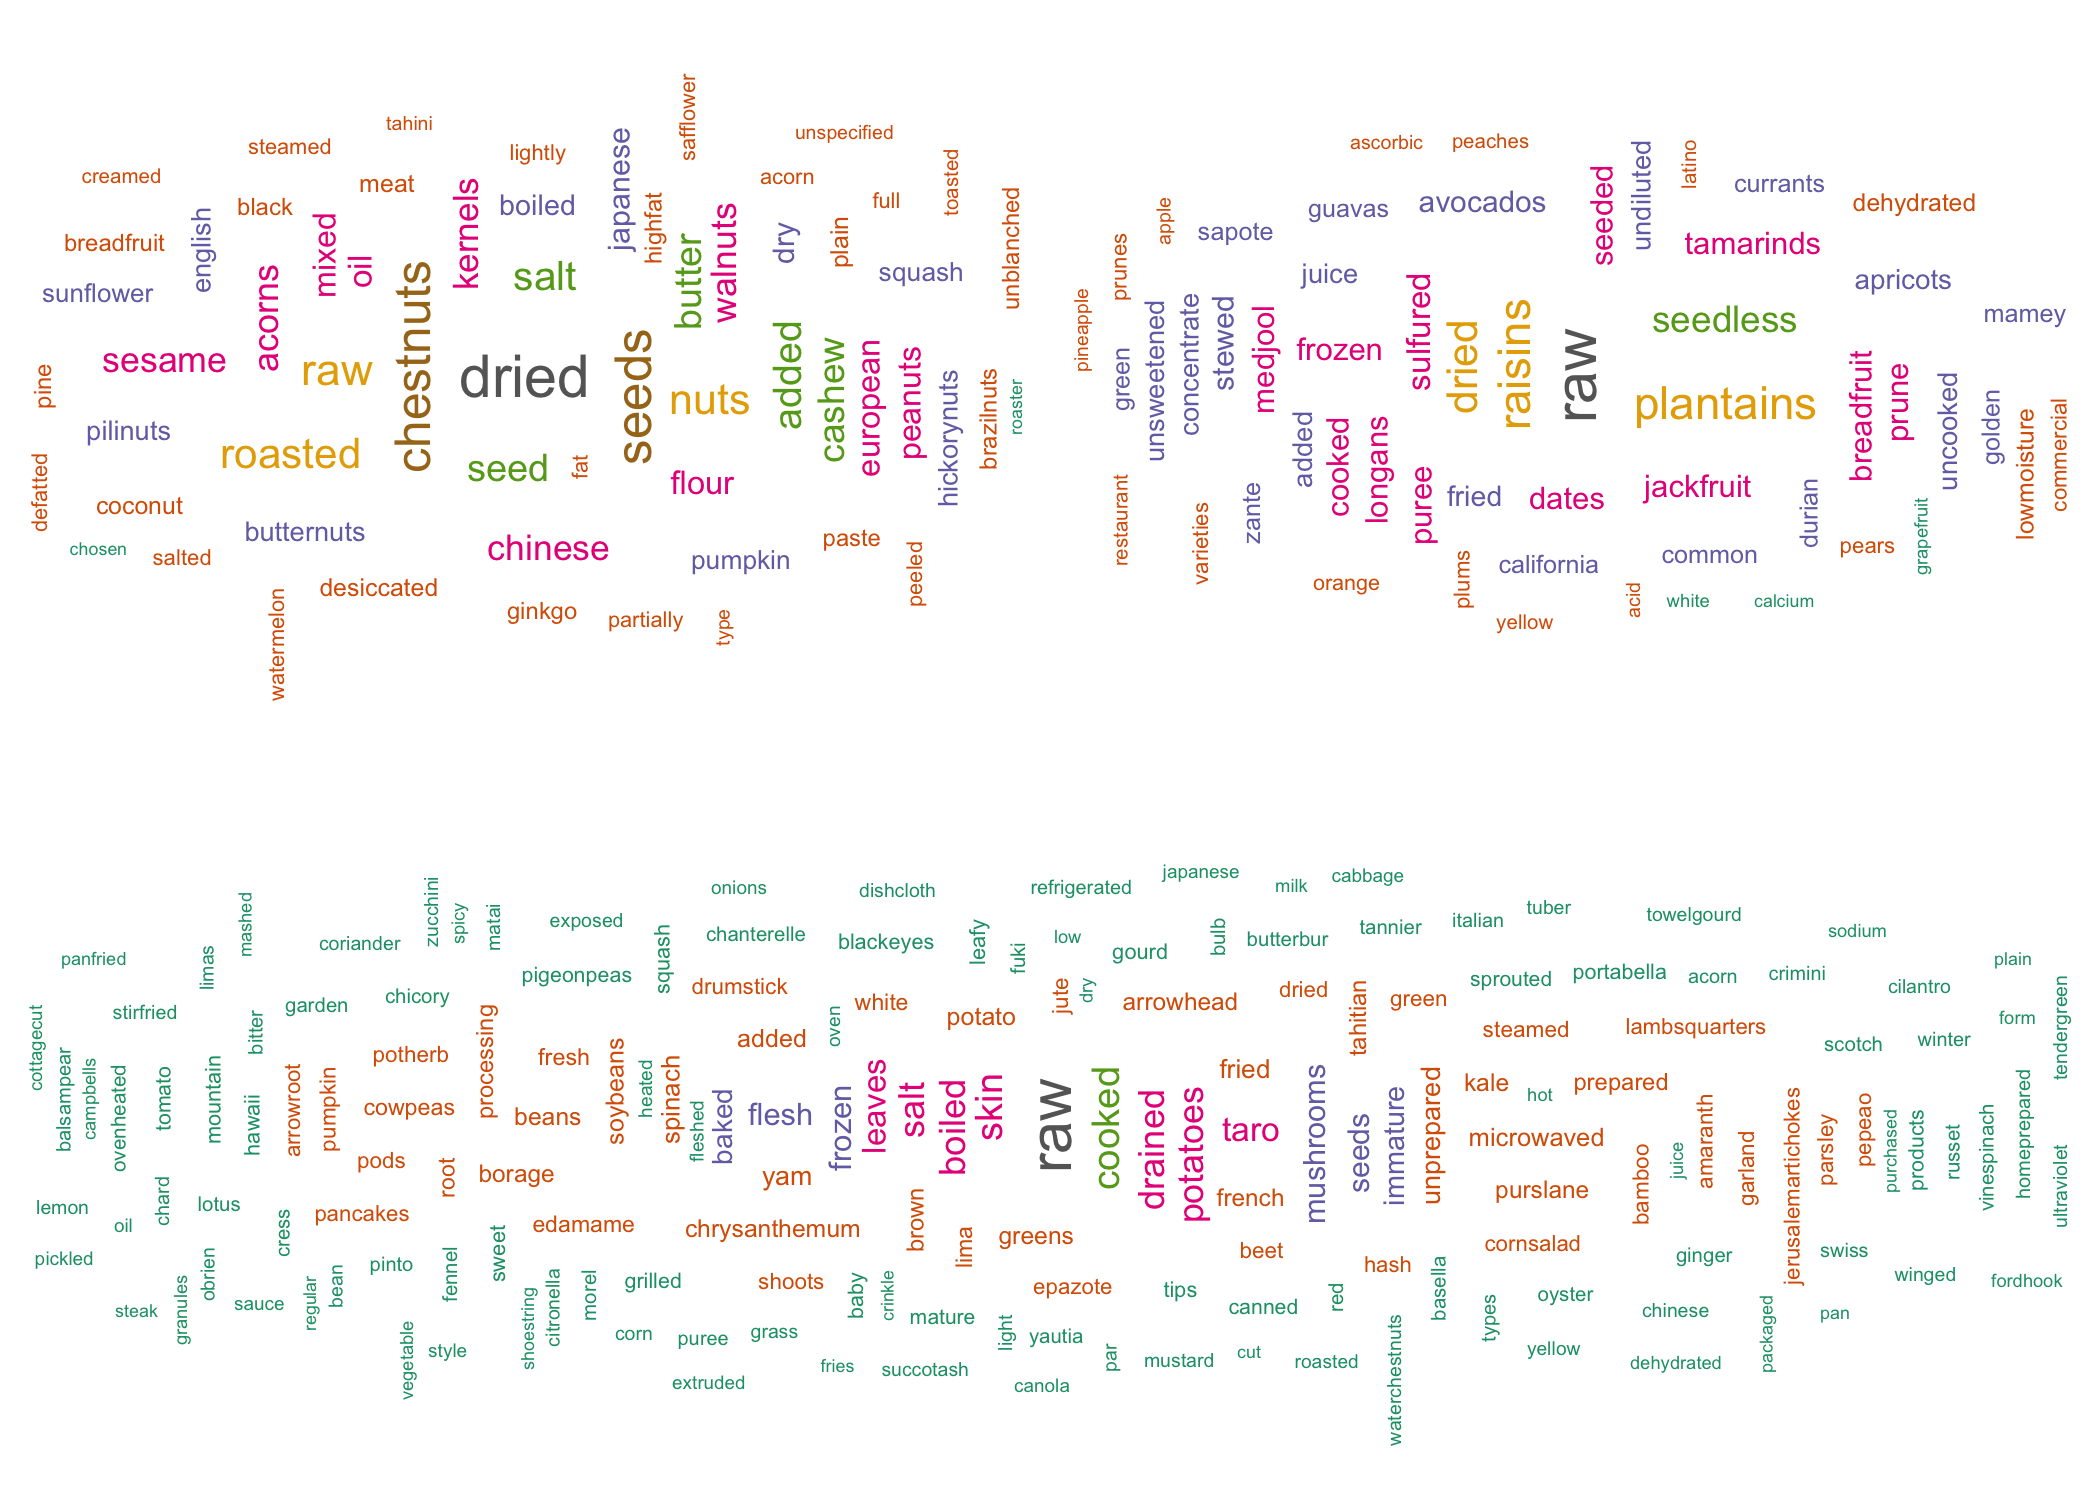 tahini
steamed
lightly
creamed
meat
black
boiled
japanese
safflower
unspecified
acorn
full
toasted
breadfruit
english
mixed
oil
kernels
highfat
butter
walnuts
dry
plain
unblanched
squash
sunflower
acorns
chestnuts
salt
sesame
raw
dried
seeds
nuts
added
cashew
european
peanuts
hickorynuts
brazilnuts
roaster
pine
pilinuts
roasted
seed
fat
flour
defatted
coconut
chosen
salted
butternuts
chinese
pumpkin
paste
peeled
desiccated
watermelon
ginkgo
partially
type
ascorbic
peaches
seeded
undiluted
latino
currants
dehydrated
avocados
guavas
apple
sapote
prunes
tamarinds
juice
apricots
pineapple
green
unsweetened
concentrate
stewed
medjool
frozen
sulfured
dried
raisins
raw
seedless
mamey
plantains
breadfruit
prune
uncooked
golden
lowmoisture
commercial
added
cooked
longans
puree
fried
dates
jackfruit
restaurant
varieties
zante
durian
pears
grapefruit
california
common
orange
plums
acid
white
calcium
yellow
japanese
milk
cabbage
refrigerated
dishcloth
onions
zucchini
spicy
matai
mashed
exposed
coriander
tuber
towelgourd
italian
tannier
butterbur
bulb
gourd
low
fuki
leafy
blackeyes
chanterelle
squash
panfried
limas
pigeonpeas
sodium
plain
sprouted
portabella
acorn
crimini
cilantro
tendergreen
chicory
garden
stirfried
bitter
drumstick
white
jute
dry
arrowhead
dried
tahitian
green
processing
potato
added
oven
steamed
lambsquarters
form
cottagecut
balsampear
campbells
ovenheated
tomato
mountain
hawaii
arrowroot
pumpkin
potherb
fresh
soybeans
heated
spinach
scotch
winter
fried
kale
prepared
hot
cowpeas
beans
fleshed
baked
flesh
frozen
leaves
salt
boiled
skin
raw
cooked
drained
potatoes
taro
mushrooms
seeds
immature
unprepared
microwaved
bamboo
juice
amaranth
garland
jerusalemartichokes
parsley
pepeao
purchased
products
russet
vinespinach
homeprepared
ultraviolet
pods
root
borage
yam
french
purslane
lemon
oil
chard
lotus
cress
pancakes
edamame
chrysanthemum
brown
lima
greens
beet
hash
cornsalad
ginger
swiss
winged
fordhook
pickled
obrien
pinto
fennel
sweet
grilled
shoots
baby
crinkle
epazote
tips
canned
red
basella
types
oyster
chinese
packaged
pan
steak
granules
sauce
regular
bean
vegetable
style
shoestring
citronella
morel
corn
puree
grass
mature
light
yautia
par
mustard
cut
roasted
waterchestnuts
yellow
dehydrated
extruded
fries
succotash
canola